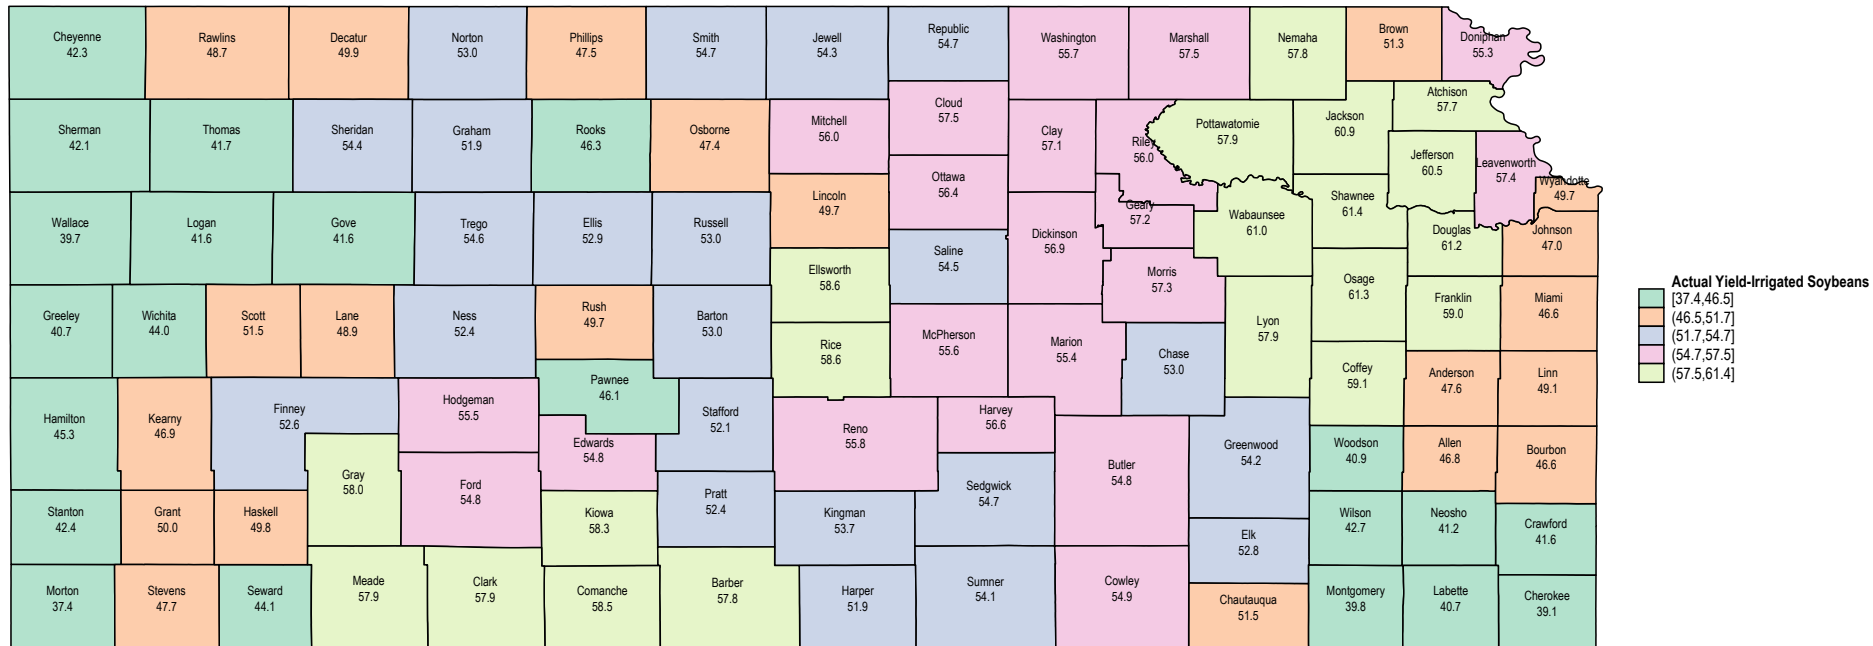 Cheyenne
42.3
Rawlins
48.7
Decatur
49.9
Norton
53.0
Phillips
47.5
Smith
54.7
Jewell
54.3
Republic
54.7
Washington
55.7
Marshall
57.5
Nemaha
57.8
Brown
51.3
Doniphan
55.3
Sherman
42.1
Thomas
41.7
Sheridan
54.4
Graham
51.9
Rooks
46.3
Osborne
47.4
Mitchell
56.0
Cloud
57.5
Clay
57.1
Riley
56.0
Pottawatomie
57.9
Jackson
60.9
Atchison
57.7
Jefferson
60.5
Leavenworth
57.4
Wyandotte
49.7
Wallace
39.7
Logan
41.6
Gove
41.6
Trego
54.6
Ellis
52.9
Russell
53.0
Lincoln
49.7
Ottawa
56.4
Saline
54.5
Dickinson
56.9
Geary
57.2
Wabaunsee
61.0
Shawnee
61.4
Douglas
61.2
Johnson
47.0
Ellsworth
58.6
Morris
57.3
Osage
61.3
Franklin
59.0
Miami
46.6
Greeley
40.7
Wichita
44.0
Scott
51.5
Lane
48.9
Ness
52.4
Rush
49.7
Barton
53.0
Rice
58.6
McPherson
55.6
Marion
55.4
Chase
53.0
Lyon
57.9
Coffey
59.1
Anderson
47.6
Linn
49.1
Hamilton
45.3
Kearny
46.9
Finney
52.6
Hodgeman
55.5
Pawnee
46.1
Stafford
52.1
Reno
55.8
Harvey
56.6
Gray
58.0
Ford
54.8
Edwards
54.8
Butler
54.8
Greenwood
54.2
Woodson
40.9
Allen
46.8
Bourbon
46.6
Stanton
42.4
Grant
50.0
Haskell
49.8
Kiowa
58.3
Pratt
52.4
Kingman
53.7
Sedgwick
54.7
Elk
52.8
Wilson
42.7
Neosho
41.2
Crawford
41.6
Morton
37.4
Stevens
47.7
Seward
44.1
Meade
57.9
Clark
57.9
Comanche
58.5
Barber
57.8
Harper
51.9
Sumner
54.1
Cowley
54.9
Chautauqua
51.5
Montgomery
39.8
Labette
40.7
Cherokee
39.1
Actual Yield-Irrigated Soybeans
[37.4,46.5]
(46.5,51.7]
(51.7,54.7]
(54.7,57.5]
(57.5,61.4]